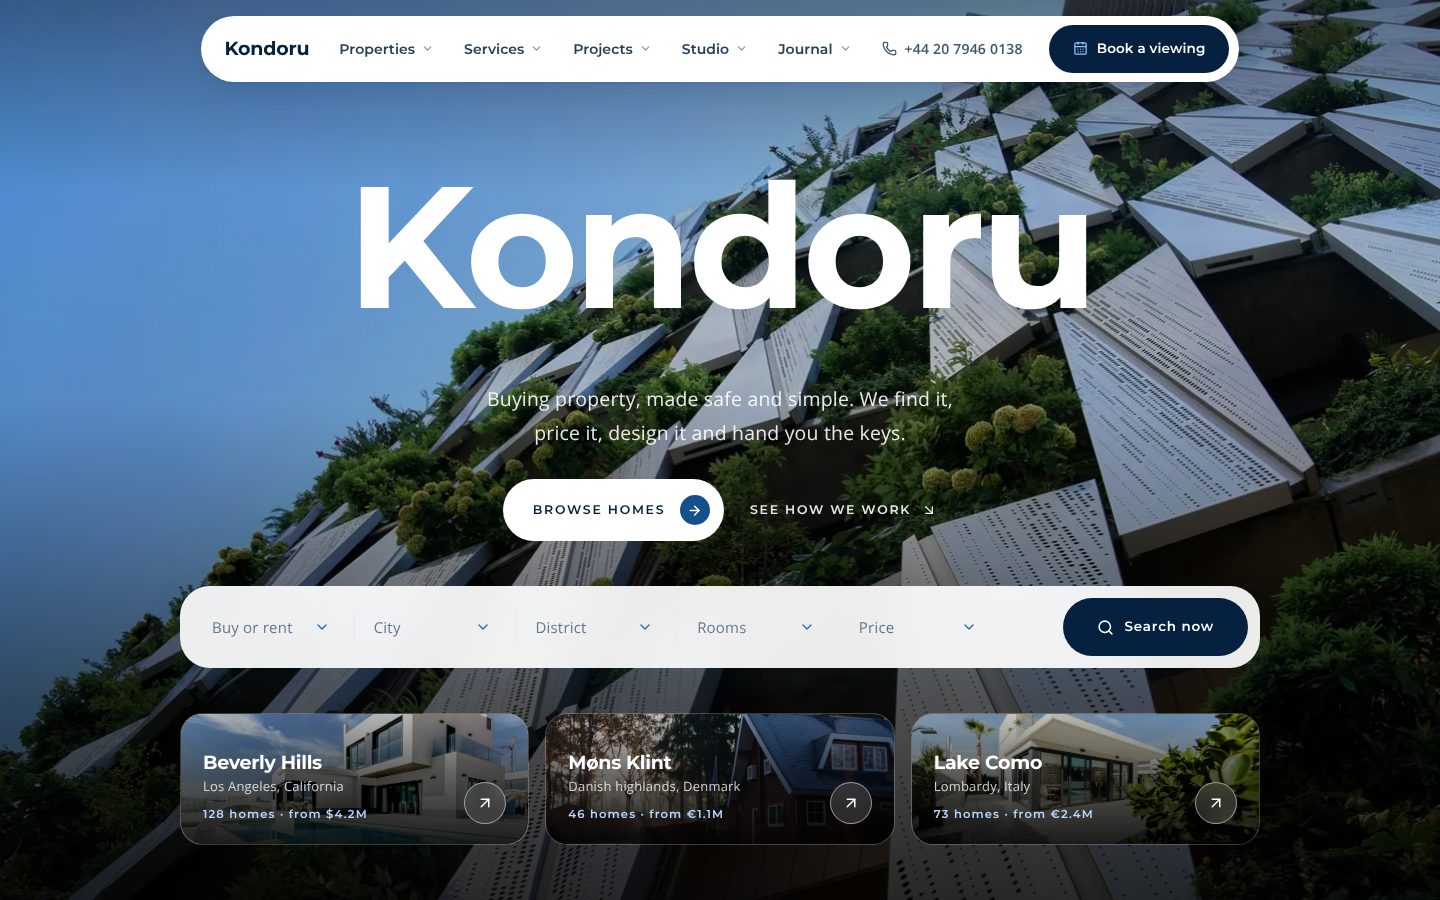 Kondoru
Properties
Services
Projects
Studio
Journal
+44 20 7946 0138
Book a viewing
Kondoru
Buying property, made safe and simple. We find it,
price it, design it and hand you the keys.
BROWSE HOMES
SEE HOW WE WORK
Buy or rent
City
District
Rooms
Price
Search now
Beverly Hills
Los Angeles, California
128 homes · from $4.2M
Møns Klint
Danish highlands, Denmark
46 homes · from €1.1M
Lake Como
Lombardy, Italy
73 homes · from €2.4M